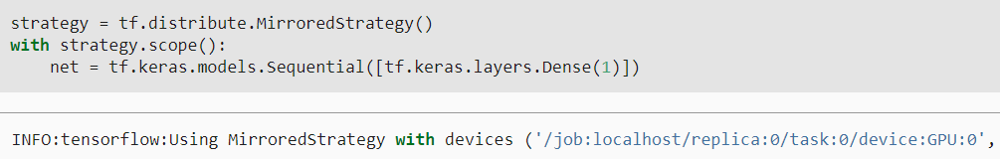 strategy = tf.distribute.MirroredStrategy()
with strategy.scope():
    net = tf.keras.models.Sequential([tf.keras.layers.Dense(1)])
INFO:tensorflow:Using MirroredStrategy with devices ('/job:localhost/replica:0/task:0/device:GPU:0',